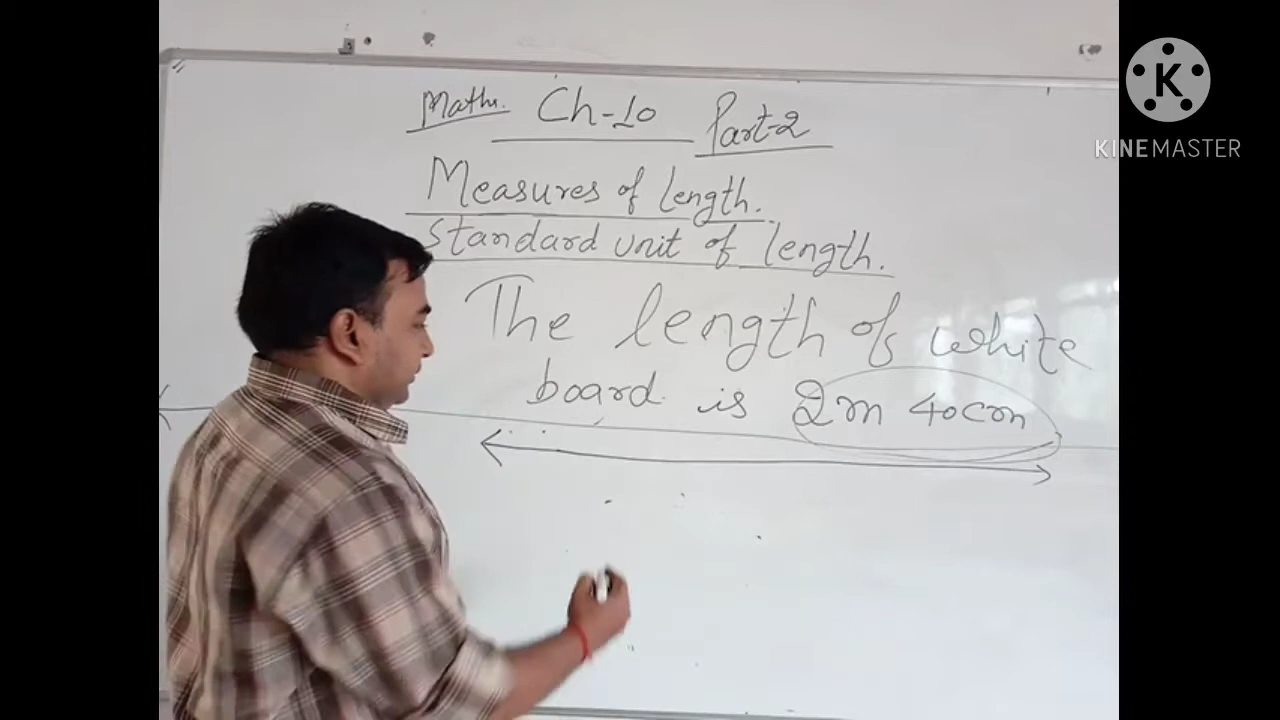 Maths. Ch-10 Part-2
Measures of length.
Standard unit of length.
The length of white
board is 2m 40cm
K
KINEMASTER